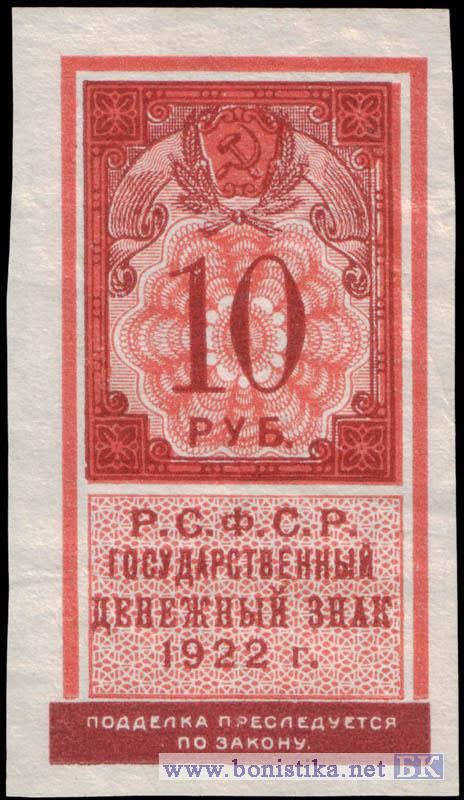 10
РУБ.
Р.С.Ф.С.Р.
ГОСУДАРСТВЕННЫЙ
ДЕНЕЖНЫЙ ЗНАК
1922 г.
ПОДДЕЛКА ПРЕСЛЕДУЕТСЯ
ПО ЗАКОНУ.
www.bonistika.net БК